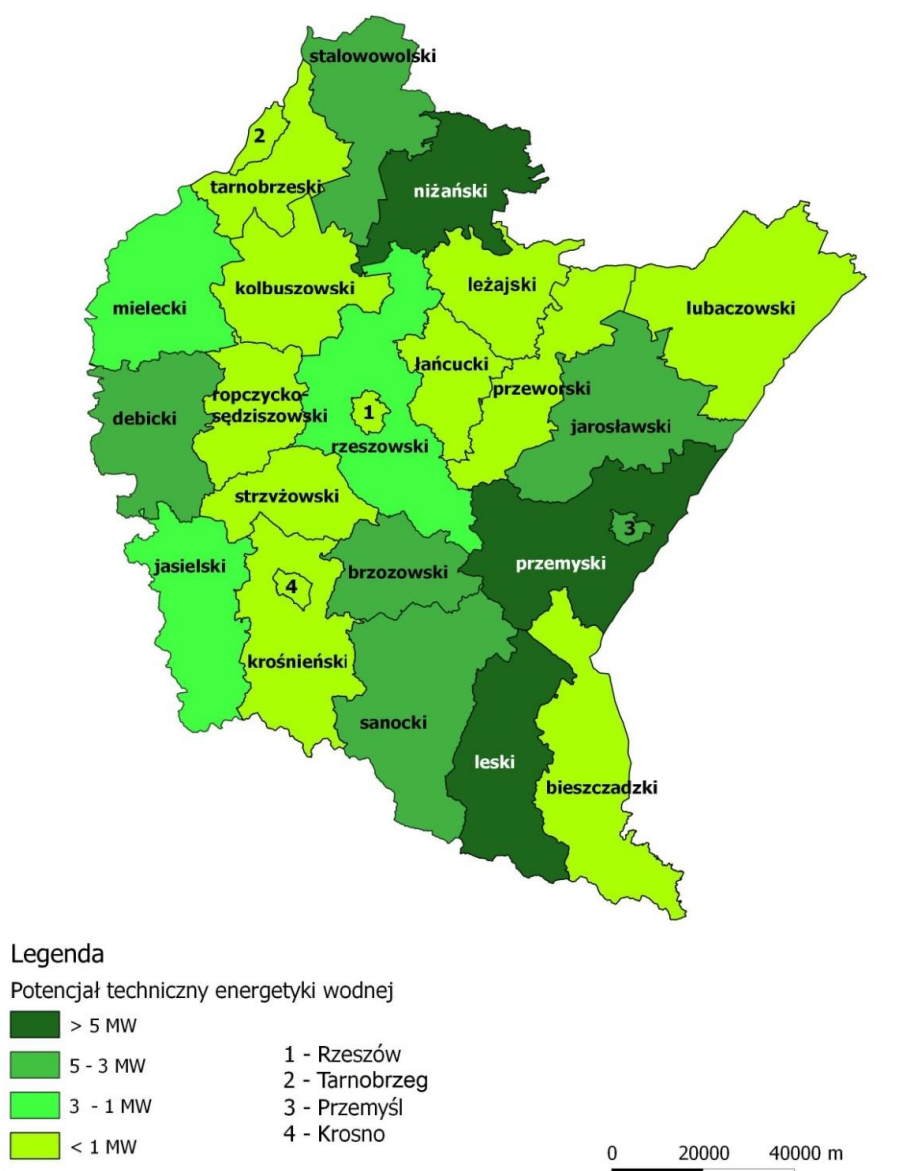 stalowowolski
2
tarnobrzeski
niżański
kolbuszowski
leżajski
mielecki
lubaczowski
łańcucki
ropczycko-
sędziszowski
przeworski
debicki
1
jarosławski
rzeszowski
strzvżowski
3
jasielski
brzozowski
przemyski
4
krośnieński
sanocki
leski
bieszczadzki
Legenda
Potencjał techniczny energetyki wodnej
> 5 MW
5 - 3 MW
3 - 1 MW
< 1 MW
1 - Rzeszów
2 - Tarnobrzeg
3 - Przemyśl
4 - Krosno
0 20000 40000 m